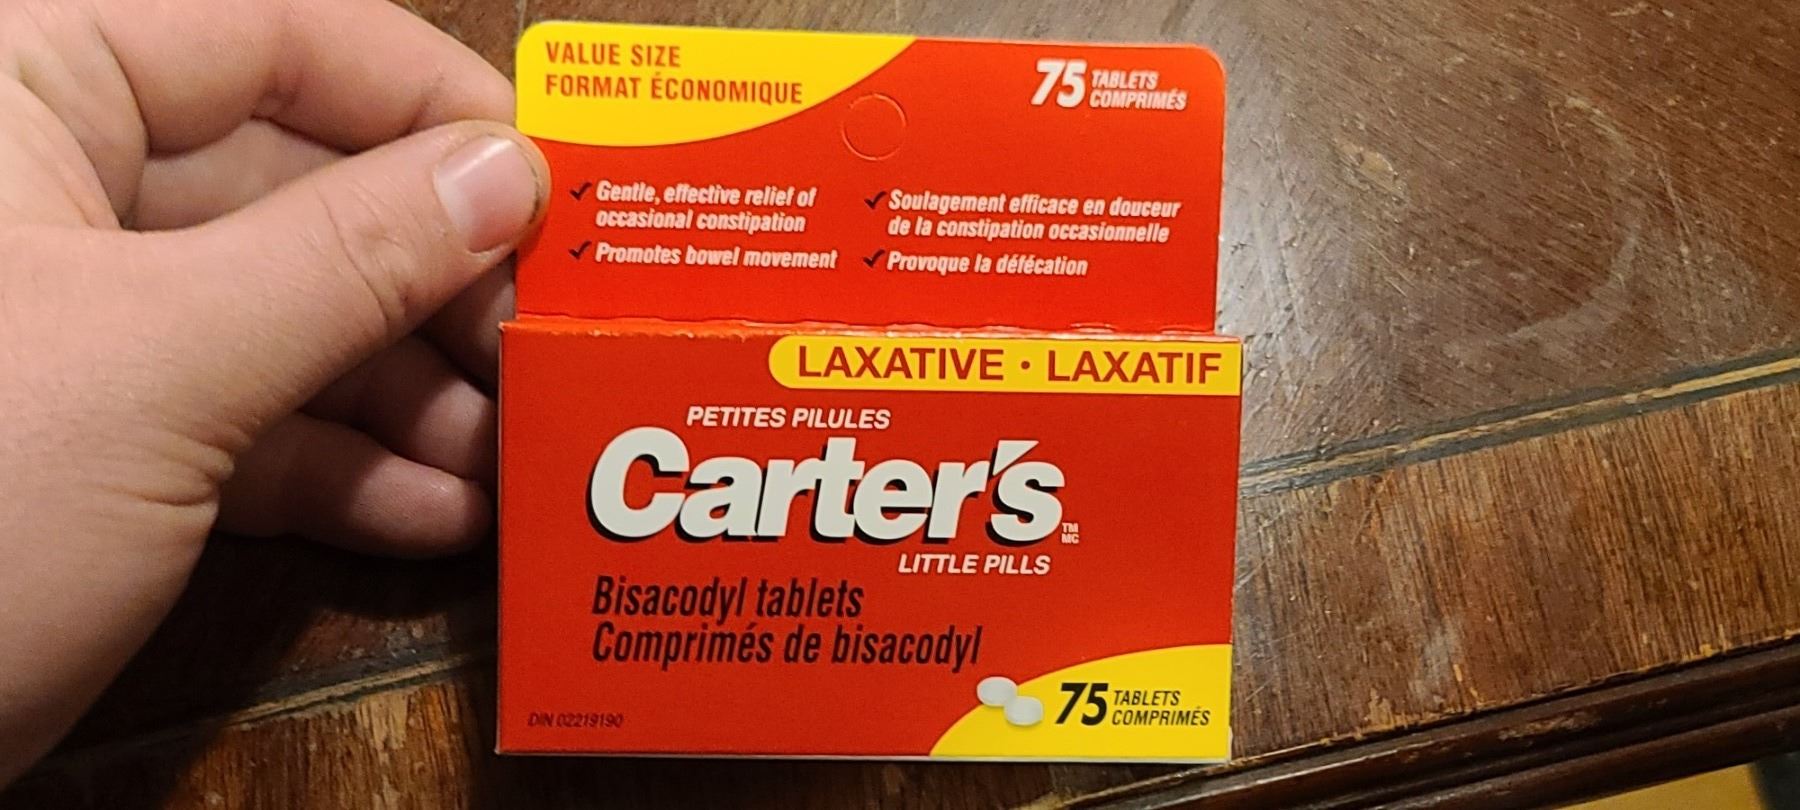 VALUE SIZE
FORMAT ÉCONOMIQUE
75 TABLETS
COMPRIMÉS
Gentle, effective relief of
occasional constipation
Promotes bowel movement
Soulagement efficace en douceur
de la constipation occasionnelle
Provoque la défécation
LAXATIVE • LAXATIF
PETITES PILULES
Carter's TM
MC
LITTLE PILLS
Bisacodyl tablets
Comprimés de bisacodyl
75 TABLETS
COMPRIMÉS
DIN 02219190